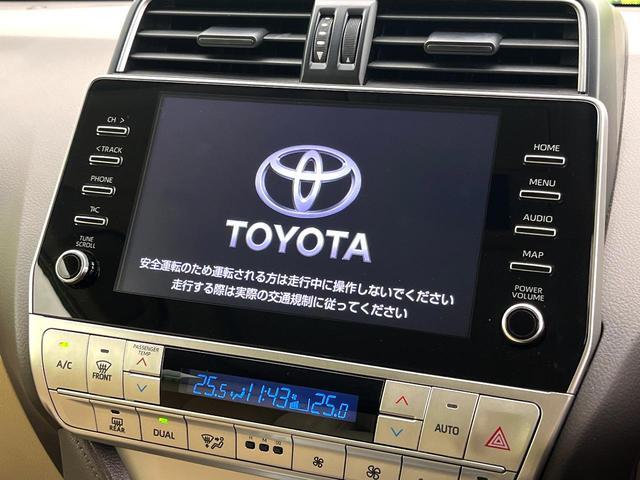 CH >
< TRACK
PHONE
T/C
TUNE
SCROLL
TOYOTA
安全運転のため運転される方は走行中に操作しないでください
走行する際は実際の交通規制に従ってください
HOME
MENU
AUDIO
MAP
POWER
VOLUME
A/C
FRONT
PASSENGER
TEMP
25.5
11:43
25.0
AUTO
REAR
DUAL